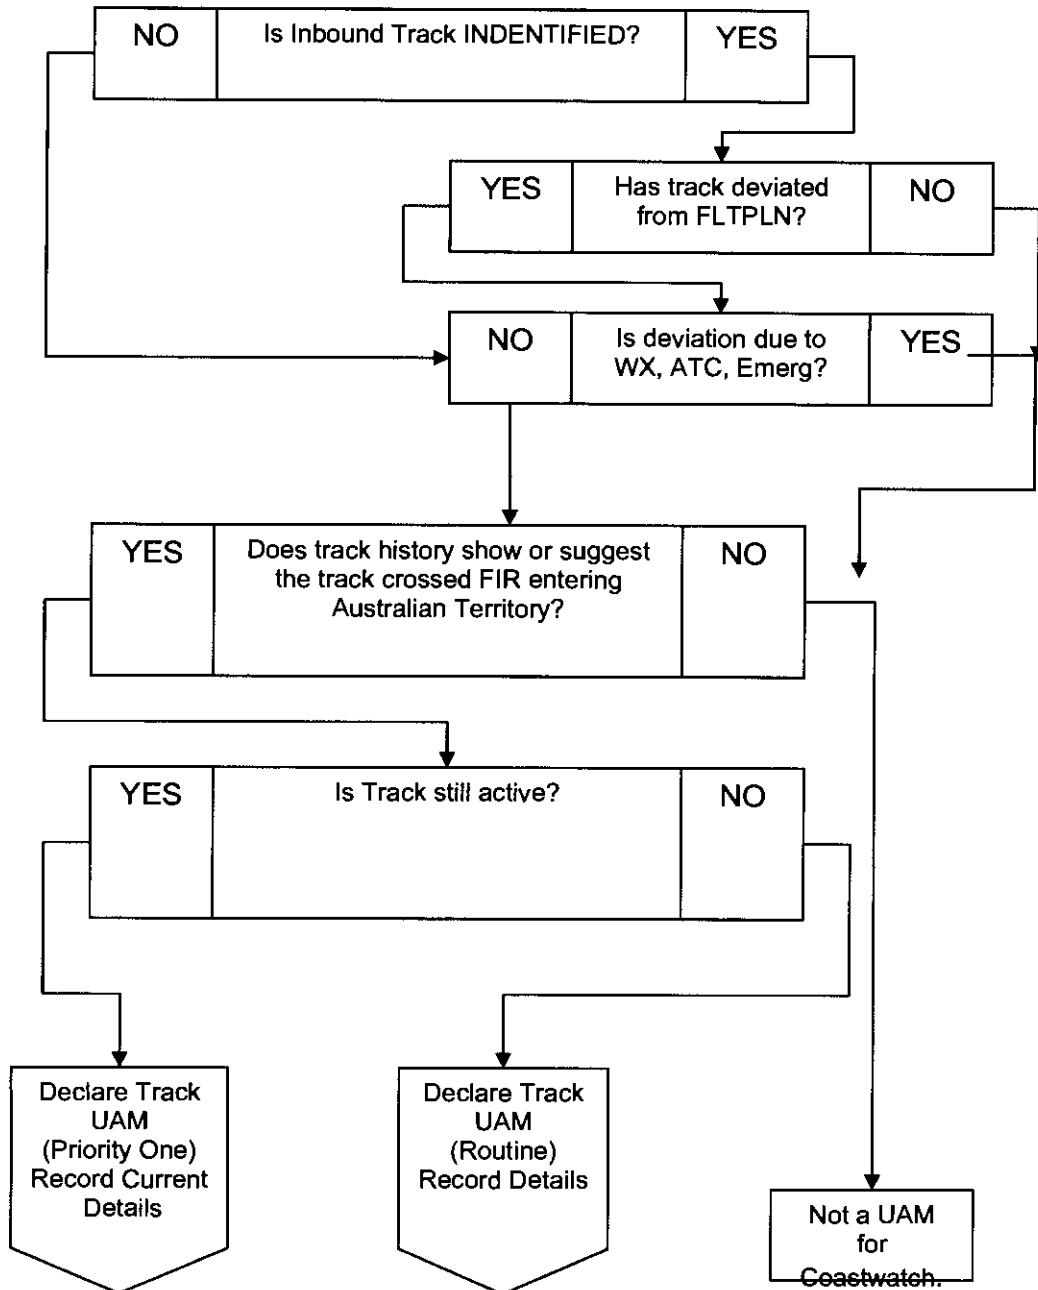 NO
Is Inbound Track INDENTIFIED?
YES
YES
Has track deviated
from FLTPLN?
NO
NO
Is deviation due to
WX, ATC, Emerg?
YES
YES
Does track history show or suggest
the track crossed FIR entering
Australian Territory?
NO
YES
Is Track still active?
NO
Declare Track
UAM
(Priority One)
Record Current
Details
Declare Track
UAM
(Routine)
Record Details
Not a UAM
for
Coastwatch.